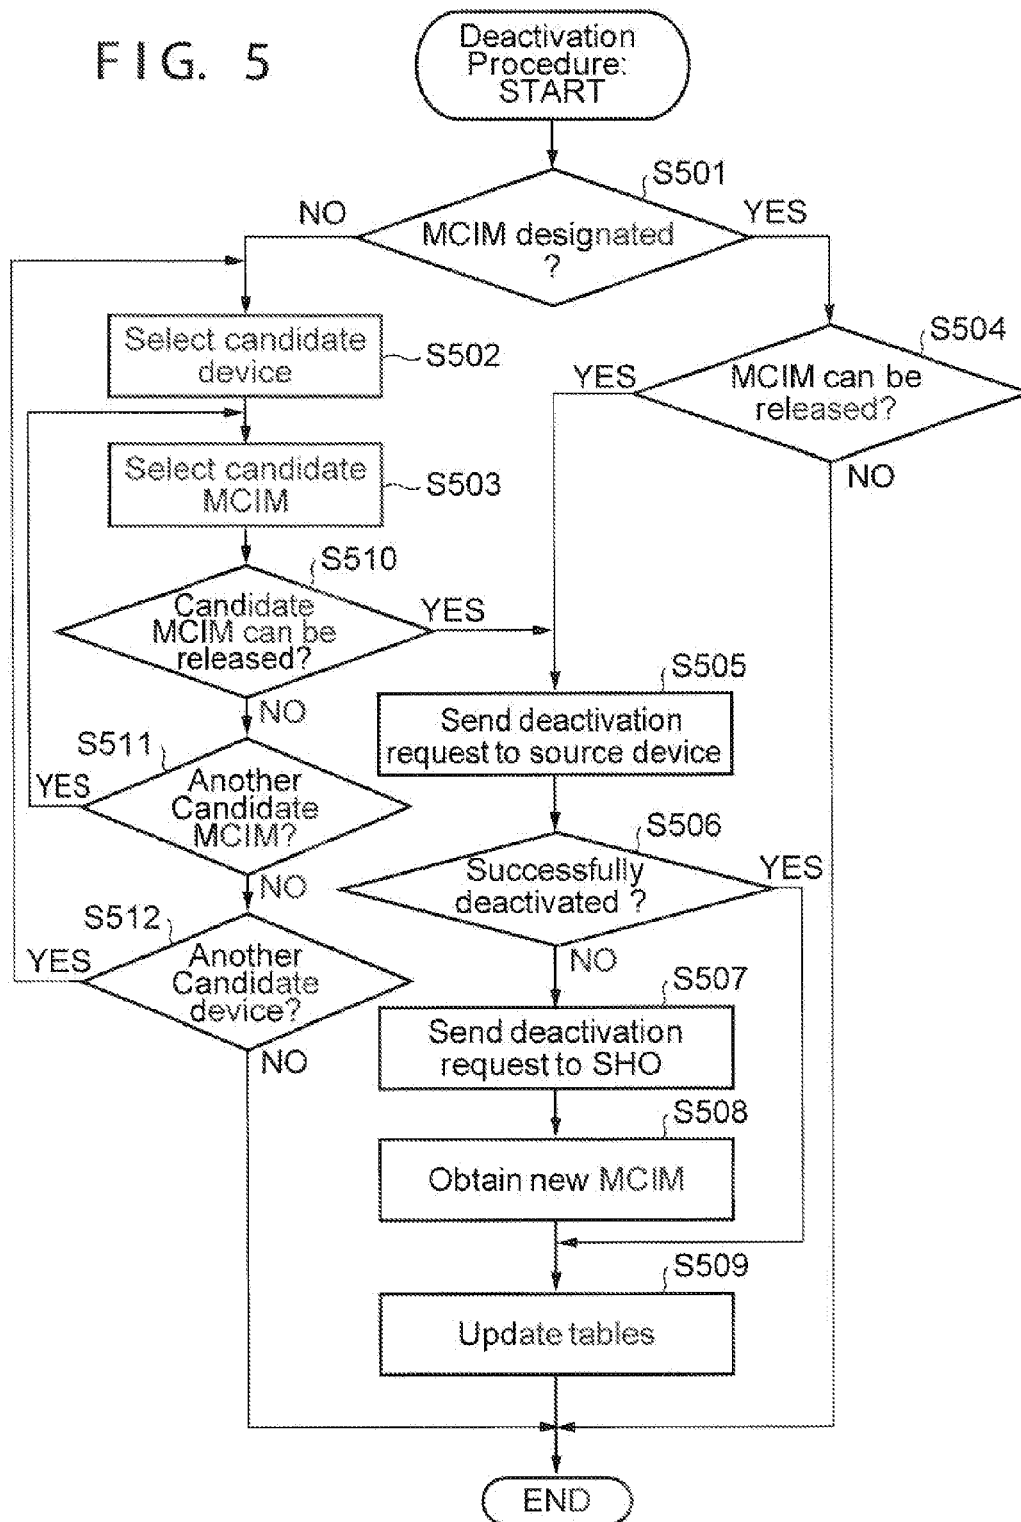 FIG. 5
Deactivation
Procedure:
START
S501
NO
YES
MCIM designated
?
S504
Select candidate
device
S502
YES
MCIM can be
released?
NO
Select candidate
MCIM
S503
S510
Candidate
MCIM can be
released?
YES
NO
S505
Send deactivation
request to source device
S511
YES
Another
Candidate
MCIM?
NO
S506
Successfully
deactivated ?
YES
NO
S512
YES
Another
Candidate
device?
NO
S507
Send deactivation
request to SHO
S508
Obtain new MCIM
S509
Update tables
END